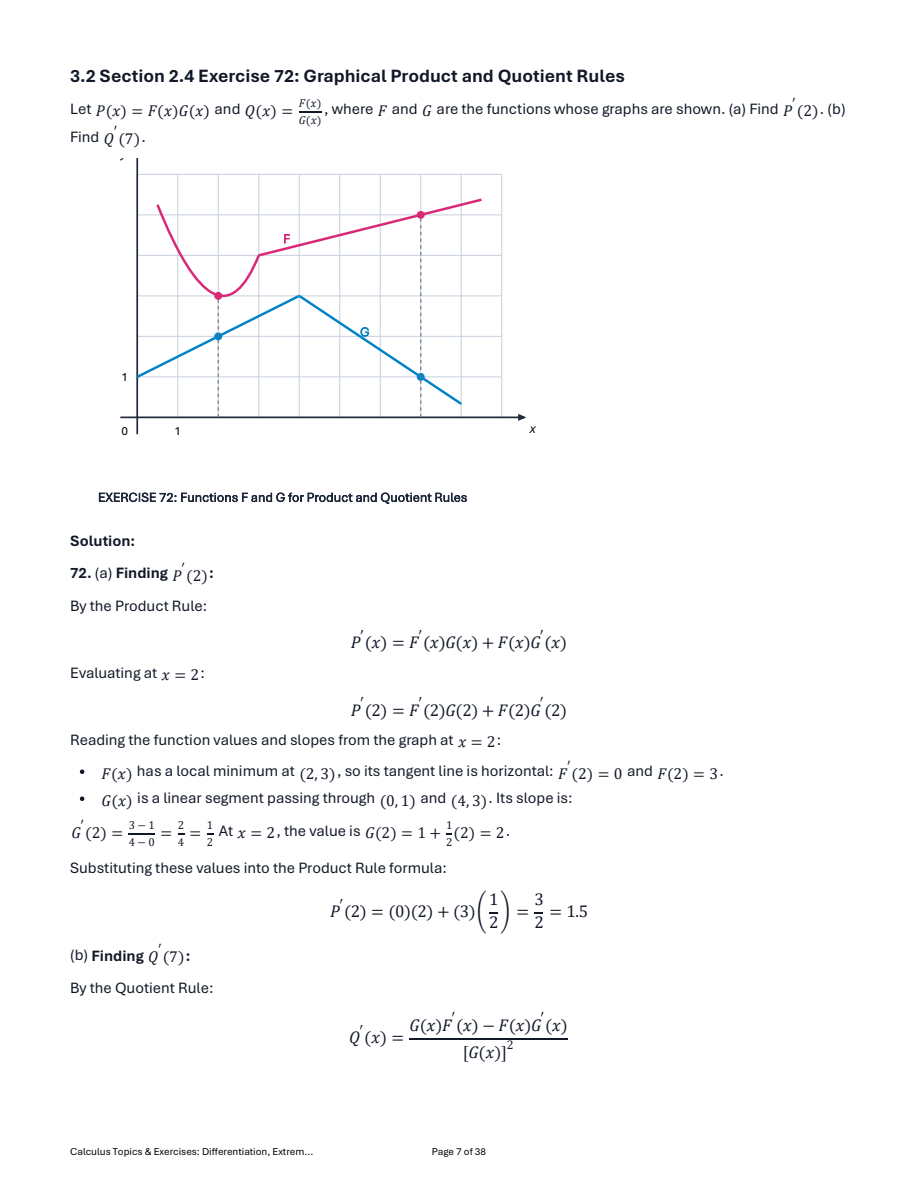 3.2 Section 2.4 Exercise 72: Graphical Product and Quotient Rules
Let P(x) = F(x)G(x) and Q(x) = F(x)/G(x), where F and G are the functions whose graphs are shown. (a) Find P′(2). (b)
Find Q′(7).
F
G
1
0
1
x
EXERCISE 72: Functions F and G for Product and Quotient Rules
Solution:
72. (a) Finding P′(2):
By the Product Rule:
P′(x) = F′(x)G(x) + F(x)G′(x)
Evaluating at x = 2:
P′(2) = F′(2)G(2) + F(2)G′(2)
Reading the function values and slopes from the graph at x = 2:
• F(x) has a local minimum at (2, 3), so its tangent line is horizontal: F′(2) = 0 and F(2) = 3.
• G(x) is a linear segment passing through (0, 1) and (4, 3). Its slope is:
G′(2) = (3 − 1)/(4 − 0) = 2/4 = 1/2 At x = 2, the value is G(2) = 1 + 1/2(2) = 2.
Substituting these values into the Product Rule formula:
P′(2) = (0)(2) + (3)(1/2) = 3/2 = 1.5
(b) Finding Q′(7):
By the Quotient Rule:
Q′(x) = (G(x)F′(x) − F(x)G′(x))/[G(x)]²
Calculus Topics & Exercises: Differentiation, Extrem... Page 7 of 38